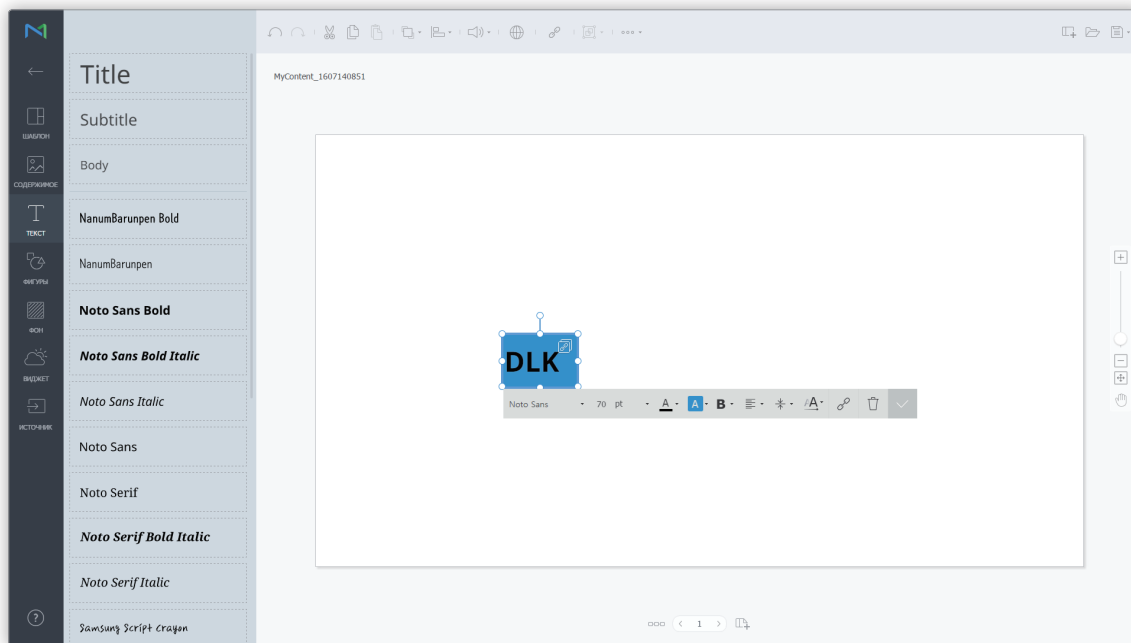 Title
Subtitle
Body
NanumBarunpen Bold
NanumBarunpen
Noto Sans Bold
Noto Sans Bold Italic
Noto Sans Italic
Noto Sans
Noto Serif
Noto Serif Bold Italic
Noto Serif Italic
Samsung Script Crayon
ШАБЛОН
СОДЕРЖИМОЕ
ТЕКСТ
ФИГУРЫ
ФОН
ВИДЖЕТ
ИСТОЧНИК
?
MyContent_1607140851
DLK
Noto Sans 70 pt A A B A
1